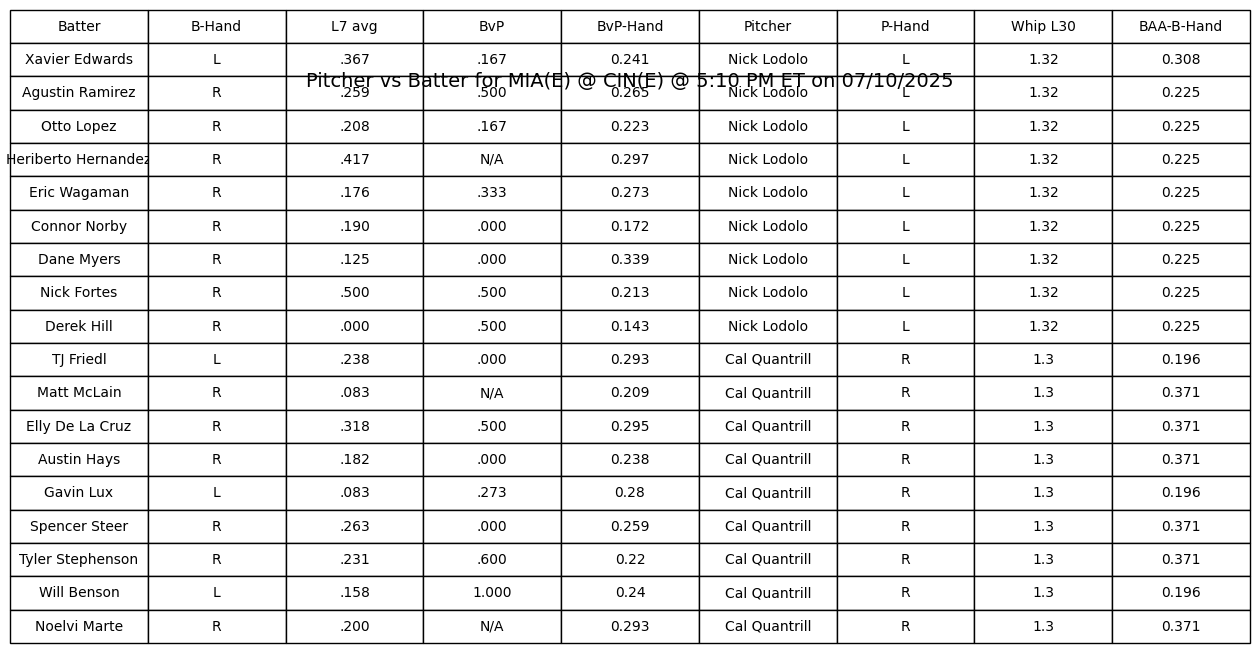 Batter B-Hand L7 avg BvP BvP-Hand Pitcher P-Hand Whip L30 BAA-B-Hand
Xavier Edwards L .367 .167 0.241 Nick Lodolo L 1.32 0.308
Pitcher vs Batter for MIA(E) @ CIN(E) @ 5:10 PM ET on 07/10/2025
Agustin Ramirez R .259 .500 0.265 Nick Lodolo L 1.32 0.225
Otto Lopez R .208 .167 0.223 Nick Lodolo L 1.32 0.225
Heriberto Hernandez R .417 N/A 0.297 Nick Lodolo L 1.32 0.225
Eric Wagaman R .176 .333 0.273 Nick Lodolo L 1.32 0.225
Connor Norby R .190 .000 0.172 Nick Lodolo L 1.32 0.225
Dane Myers R .125 .000 0.339 Nick Lodolo L 1.32 0.225
Nick Fortes R .500 .500 0.213 Nick Lodolo L 1.32 0.225
Derek Hill R .000 .500 0.143 Nick Lodolo L 1.32 0.225
TJ Friedl L .238 .000 0.293 Cal Quantrill R 1.3 0.196
Matt McLain R .083 N/A 0.209 Cal Quantrill R 1.3 0.371
Elly De La Cruz R .318 .500 0.295 Cal Quantrill R 1.3 0.371
Austin Hays R .182 .000 0.238 Cal Quantrill R 1.3 0.371
Gavin Lux L .083 .273 0.28 Cal Quantrill R 1.3 0.196
Spencer Steer R .263 .000 0.259 Cal Quantrill R 1.3 0.371
Tyler Stephenson R .231 .600 0.22 Cal Quantrill R 1.3 0.371
Will Benson L .158 1.000 0.24 Cal Quantrill R 1.3 0.196
Noelvi Marte R .200 N/A 0.293 Cal Quantrill R 1.3 0.371